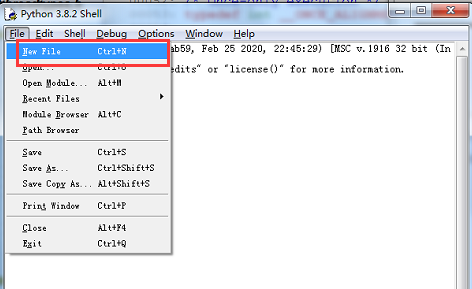 Python 3.8.2 Shell
File Edit Shell Debug Options Window Help
New File Ctrl+N
ab59, Feb 25 2020, 22:45:29) [MSC v.1916 32 bit (In
Open... Ctrl+O
edits" or "license()" for more information.
Open Module... Alt+M
Recent Files
Module Browser Alt+C
Path Browser
Save Ctrl+S
Save As... Ctrl+Shift+S
Save Copy As... Alt+Shift+S
Print Window Ctrl+P
Close Alt+F4
Exit Ctrl+Q